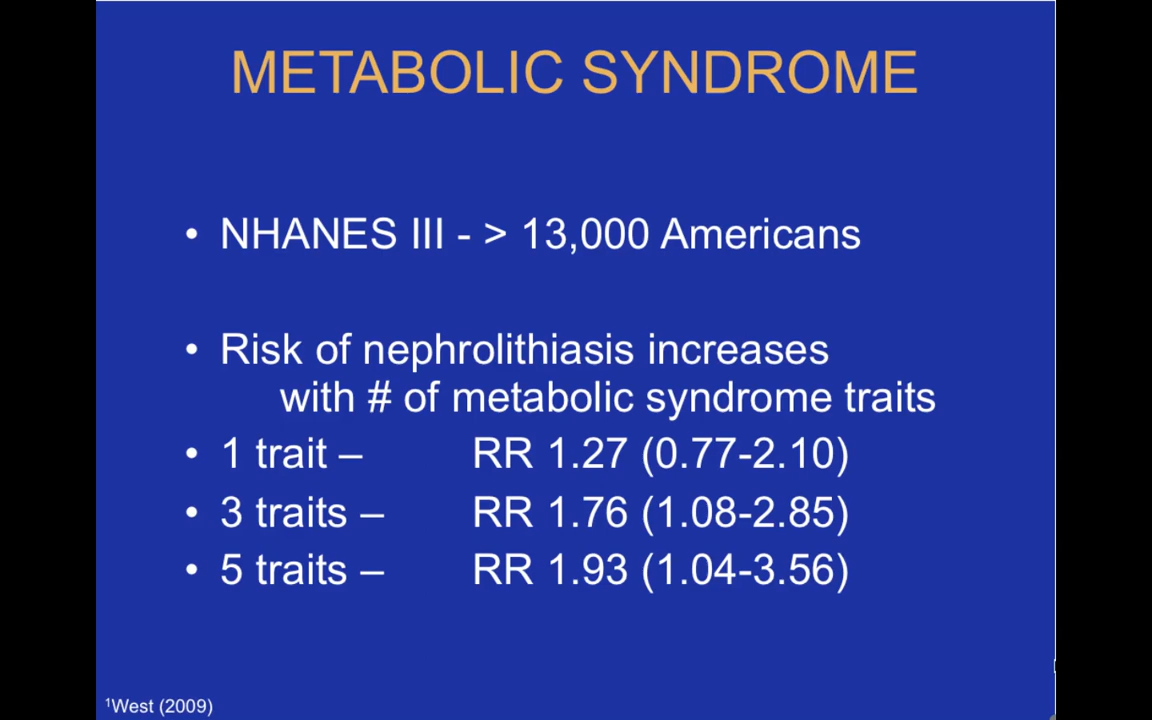 METABOLIC SYNDROME
• NHANES III - > 13,000 Americans
• Risk of nephrolithiasis increases
with # of metabolic syndrome traits
• 1 trait – RR 1.27 (0.77-2.10)
• 3 traits – RR 1.76 (1.08-2.85)
• 5 traits – RR 1.93 (1.04-3.56)
¹West (2009)